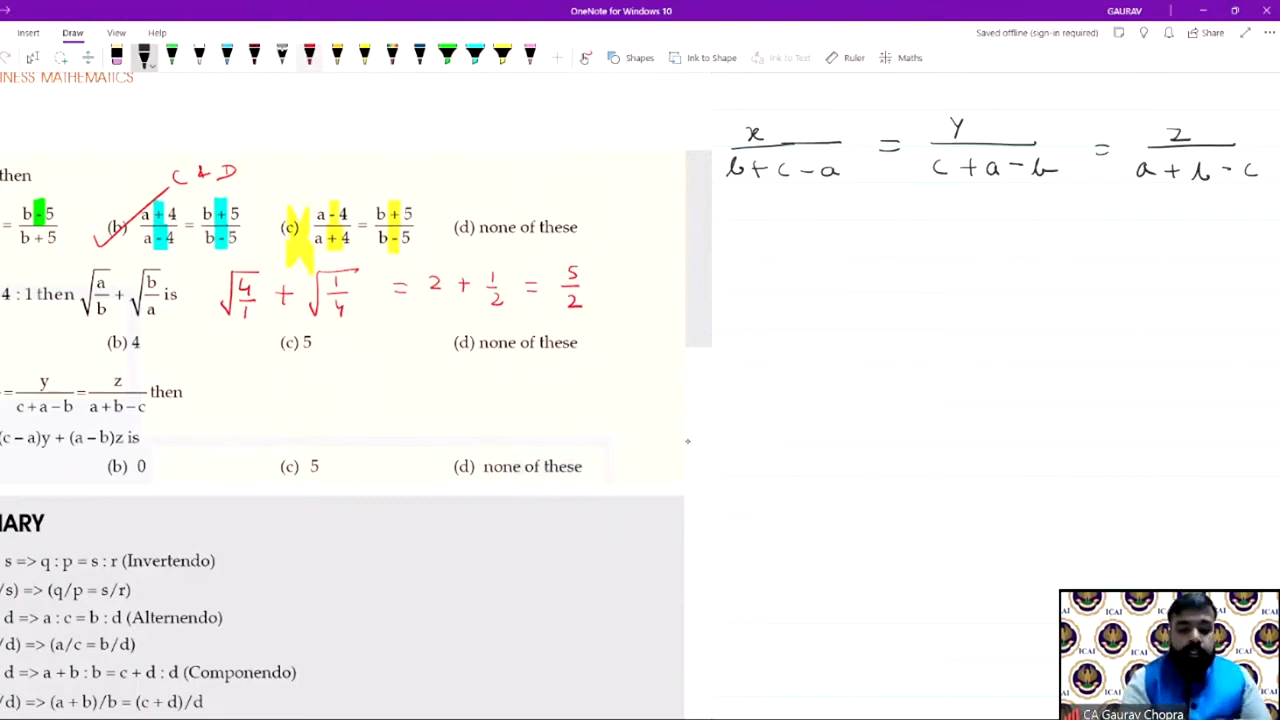 OneNote for Windows 10
GAURAV
Insert Draw View Help
Saved offline (sign in required)
Share
Shapes
Ink to Shape
Ink to Text
Ruler
Maths
INESS MATHEMATICS
then
C & D
= b - 5 / b + 5 (b) a + 4 / a - 4 = b + 5 / b - 5 (c) a - 4 / a + 4 = b + 5 / b - 5 (d) none of these
4 : 1 then √a/b + √b/a is √4/1 + √1/4 = 2 + 1/2 = 5/2
(b) 4 (c) 5 (d) none of these
= y / c + a – b = z / a + b – c then
(c – a)y + (a – b)z is
(b) 0 (c) 5 (d) none of these
x / b + c - a = y / c + a - b = z / a + b - c
IARY
s => q : p = s : r (Invertendo)
/s) => (q/p = s/r)
d => a : c = b : d (Alternendo)
/d) => (a/c = b/d)
d => a + b : b = c + d : d (Componendo)
/d) => (a + b)/b = (c + d)/d
ICAI
CA Gaurav Chopra